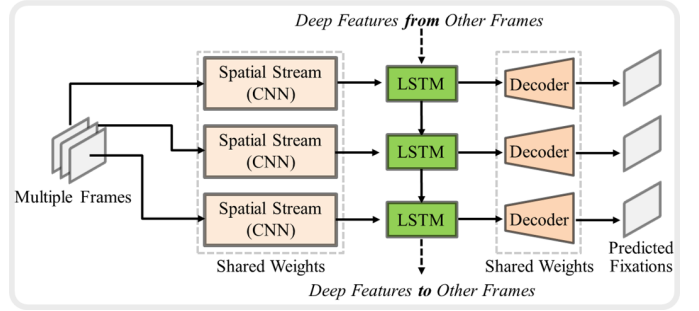 Deep Features from Other Frames
Spatial Stream
(CNN)
LSTM
Decoder
Spatial Stream
(CNN)
LSTM
Decoder
Multiple Frames
Spatial Stream
(CNN)
LSTM
Decoder
Predicted
Fixations
Shared Weights
Shared Weights
Deep Features to Other Frames